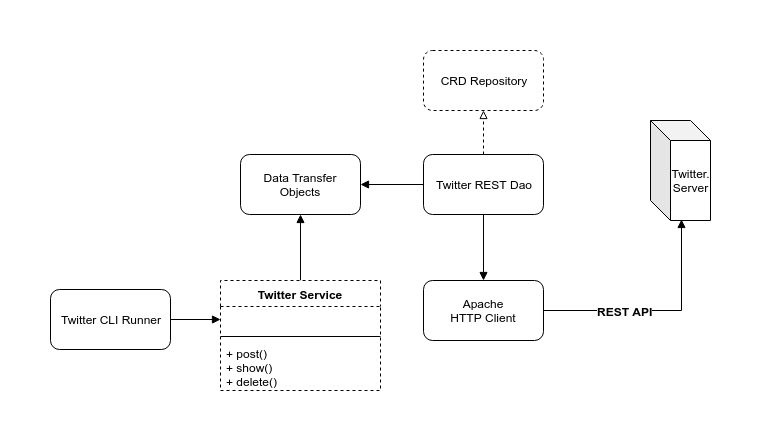 CRD Repository
Data Transfer
Objects
Twitter REST Dao
Twitter.
Server
Twitter CLI Runner
Twitter Service
+ post()
+ show()
+ delete()
Apache
HTTP Client
REST API